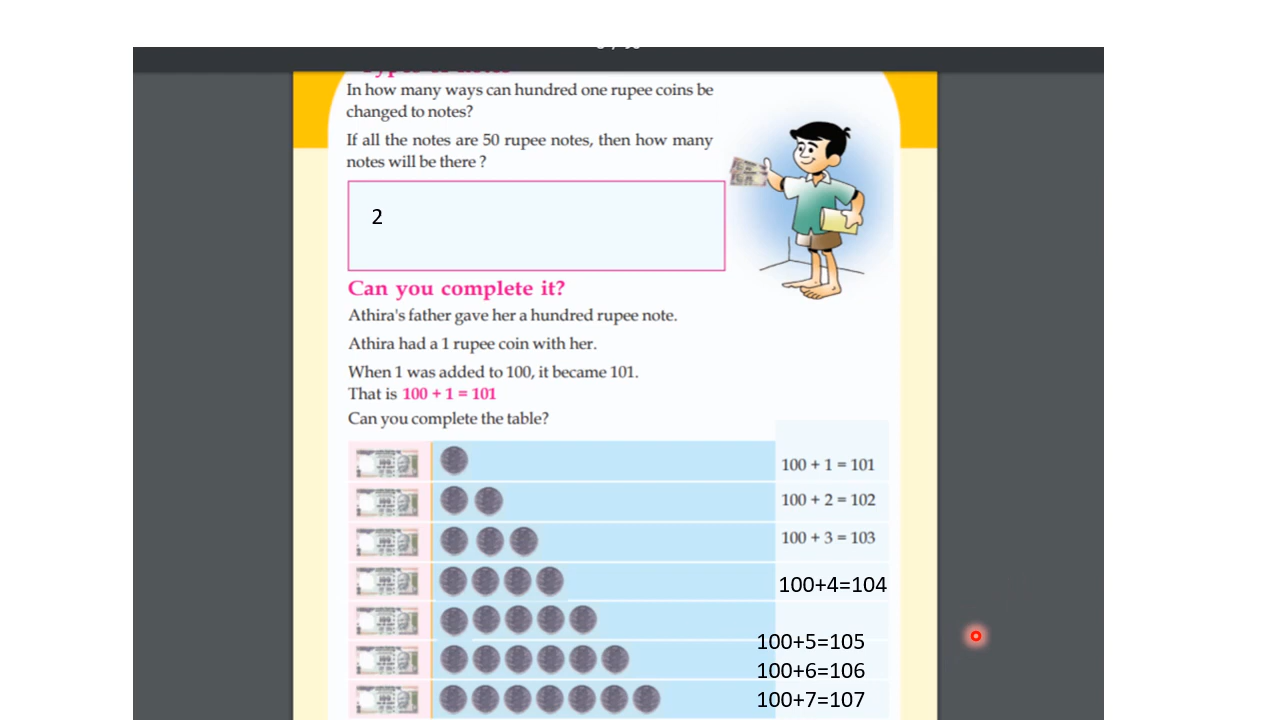 In how many ways can hundred one rupee coins be
changed to notes?
If all the notes are 50 rupee notes, then how many
notes will be there ?
2
Can you complete it?
Athira's father gave her a hundred rupee note.
Athira had a 1 rupee coin with her.
When 1 was added to 100, it became 101.
That is 100 + 1 = 101
Can you complete the table?
100 + 1 = 101
100 + 2 = 102
100 + 3 = 103
100+4=104
100+5=105
100+6=106
100+7=107